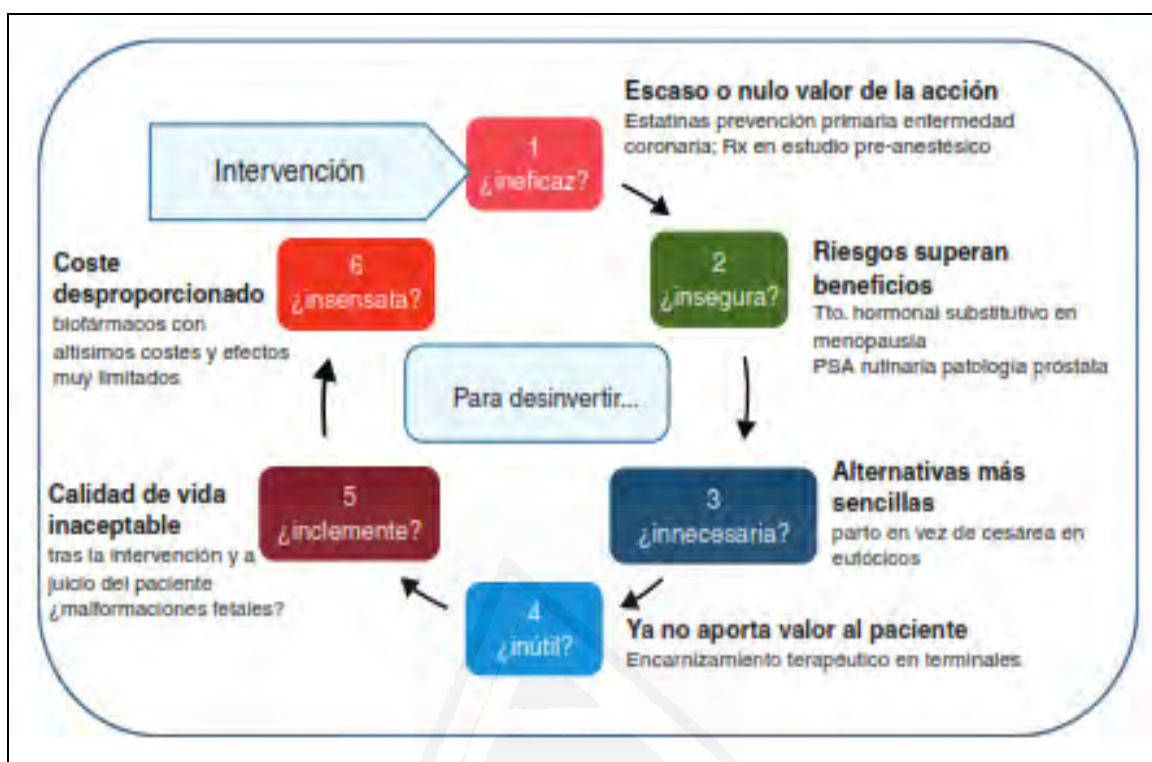 Intervención
1
¿ineficaz?
Escaso o nulo valor de la acción
Estatinas prevención primaria enfermedad
coronaria; Rx en estudio pre-anestésico
2
¿insegura?
Riesgos superan
beneficios
Tto. hormonal substitutivo en
menopausia
PSA rutinaria patología próstata
3
¿innecesaria?
Alternativas más
sencillas
parto en vez de cesárea en
eutócicos
4
¿inútil?
Ya no aporta valor al paciente
Encarnizamiento terapéutico en terminales
5
¿inclemente?
Calidad de vida
inaceptable
tras la intervención y a
juicio del paciente
¿malformaciones fetales?
6
¿insensata?
Coste
desproporcionado
biofármacos con
altísimos costes y efectos
muy limitados
Para desinvertir...